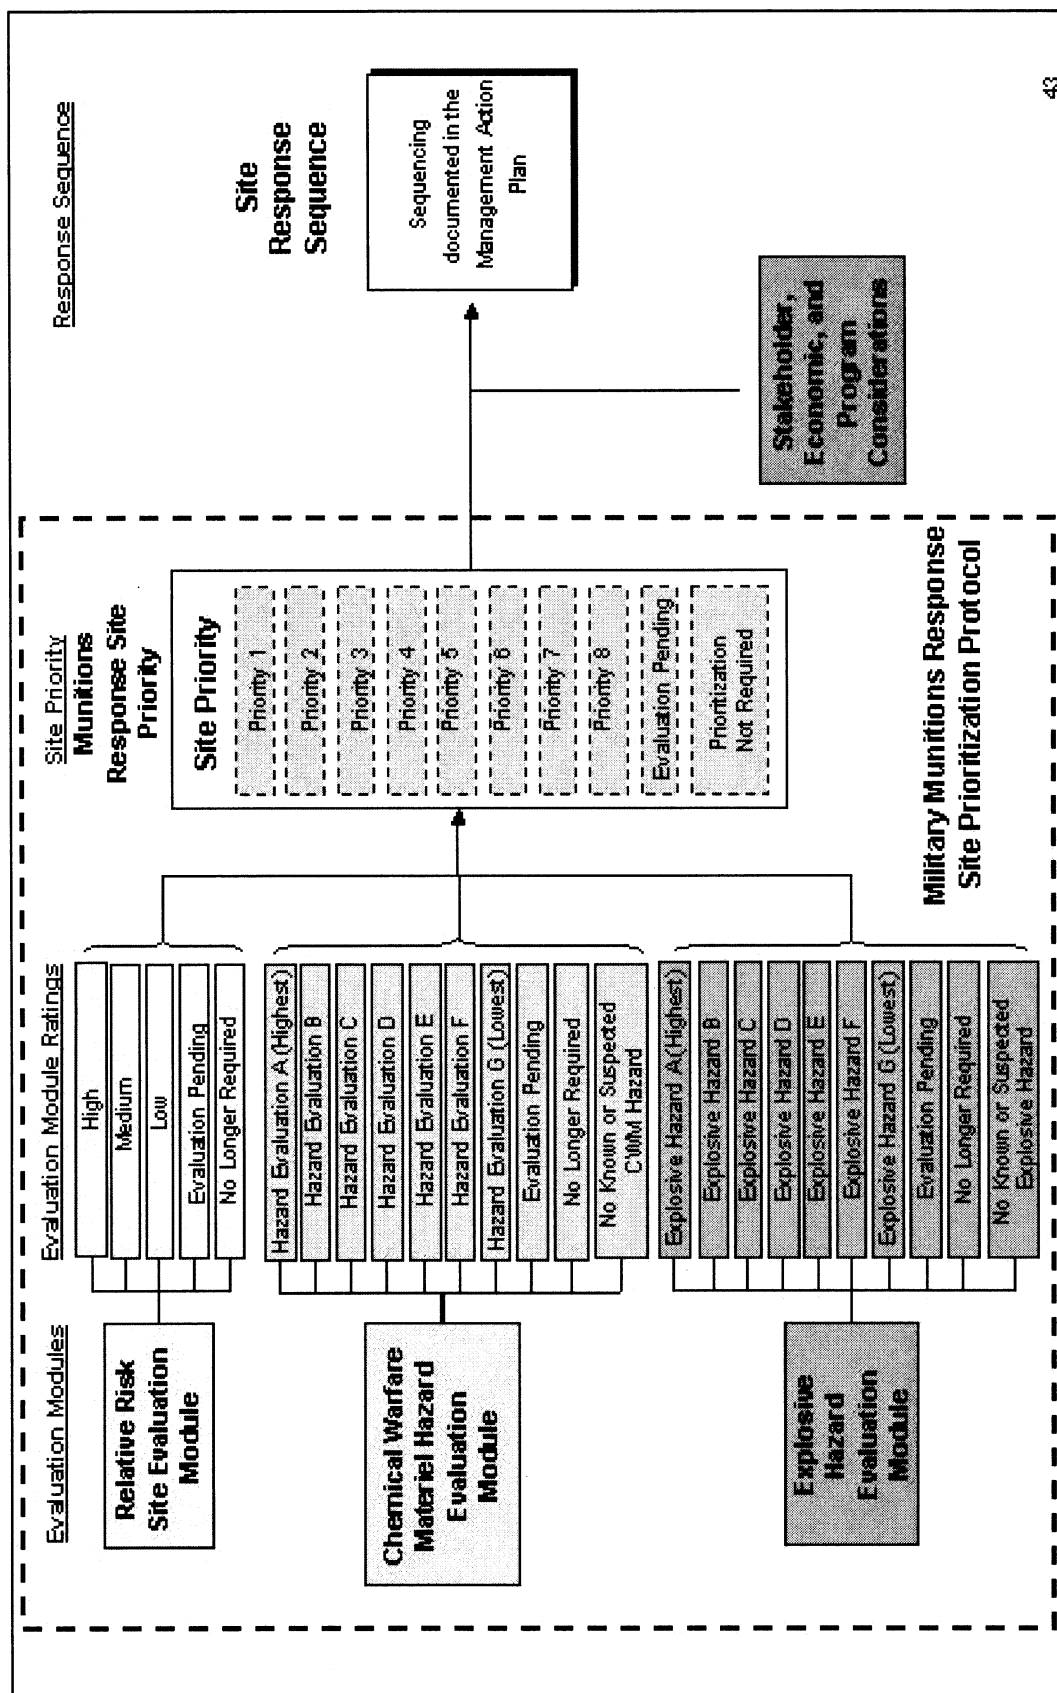 Evaluation Modules
Evaluation Module Ratings
Site Priority
Response Sequence
Relative Risk
Site Evaluation
Module
High
Medium
Low
Evaluation Pending
No Longer Required
Chemical Warfare
Materiel Hazard
Evaluation
Module
Hazard Evaluation A (Highest)
Hazard Evaluation B
Hazard Evaluation C
Hazard Evaluation D
Hazard Evaluation E
Hazard Evaluation F
Hazard Evaluation G (Lowest)
Evaluation Pending
No Longer Required
No Known or Suspected
CWM Hazard
Explosive
Hazard
Evaluation
Module
Explosive Hazard A(Highest)
Explosive Hazard B
Explosive Hazard C
Explosive Hazard D
Explosive Hazard E
Explosive Hazard F
Explosive Hazard G (Lowest)
Evaluation Pending
No Longer Required
No Known or Suspected
Explosive Hazard
Munitions
Response Site
Priority
Site Priority
Priority 1
Priority 2
Priority 3
Priority 4
Priority 5
Priority 6
Priority 7
Priority 8
Evaluation Pending
Prioritization
Not Required
Military Munitions Response
Site Prioritization Protocol
Site
Response
Sequence
Sequencing
documented in the
Management Action
Plan
Stakeholder,
Economic, and
Program
Considerations
43